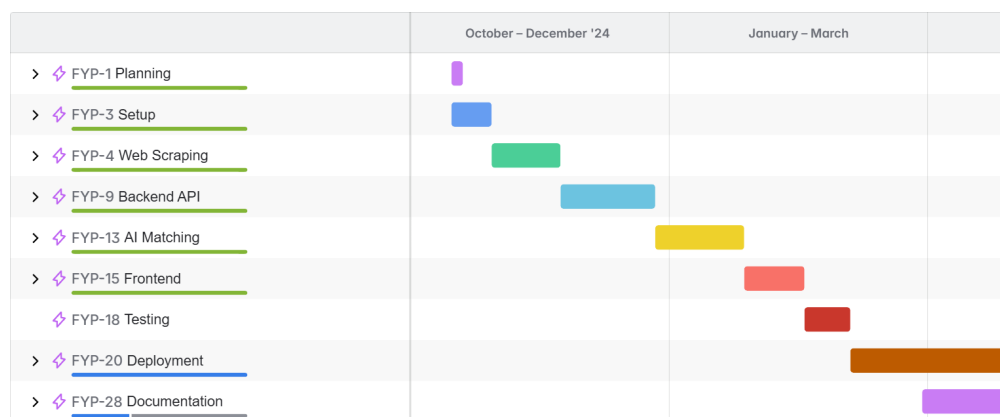 October – December '24
January – March
FYP-1 Planning
FYP-3 Setup
FYP-4 Web Scraping
FYP-9 Backend API
FYP-13 AI Matching
FYP-15 Frontend
FYP-18 Testing
FYP-20 Deployment
FYP-28 Documentation